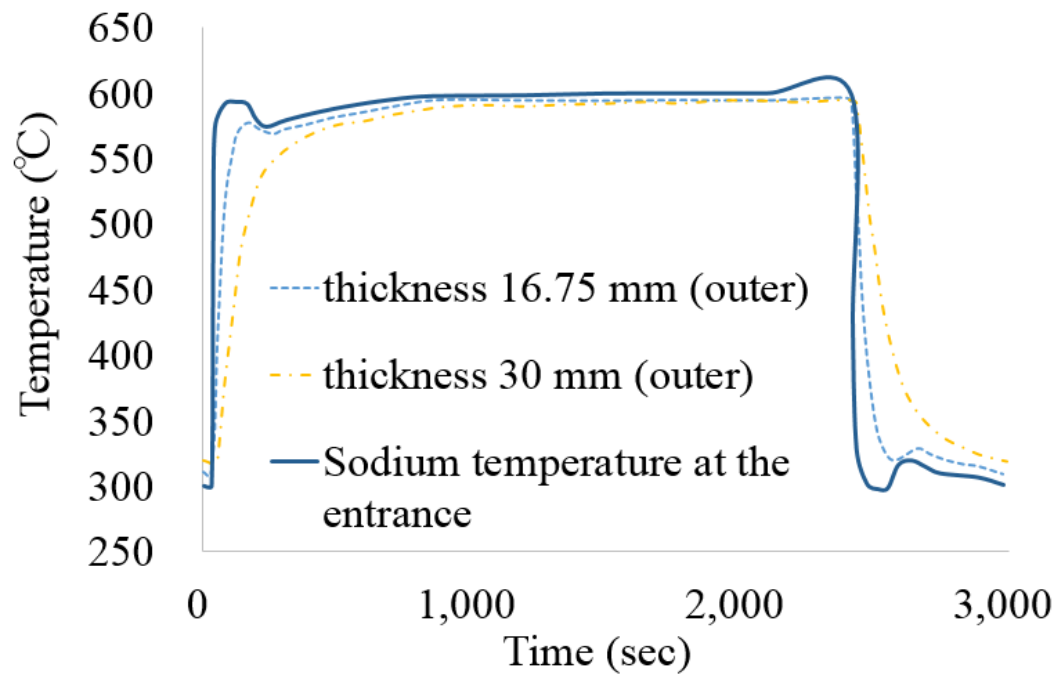 650
600
550
500
450
400
350
300
250
Temperature (℃)
thickness 16.75 mm (outer)
thickness 30 mm (outer)
Sodium temperature at the
entrance
0
1,000
2,000
3,000
Time (sec)